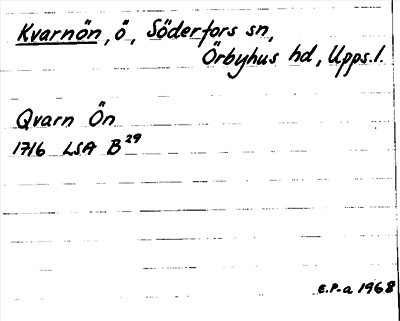 Kvarnön, ö, Söderfors sn,
Örbyhus hd, Upps.l.
Qvarn Ön
1716 LSA B29
E.P-a 1968